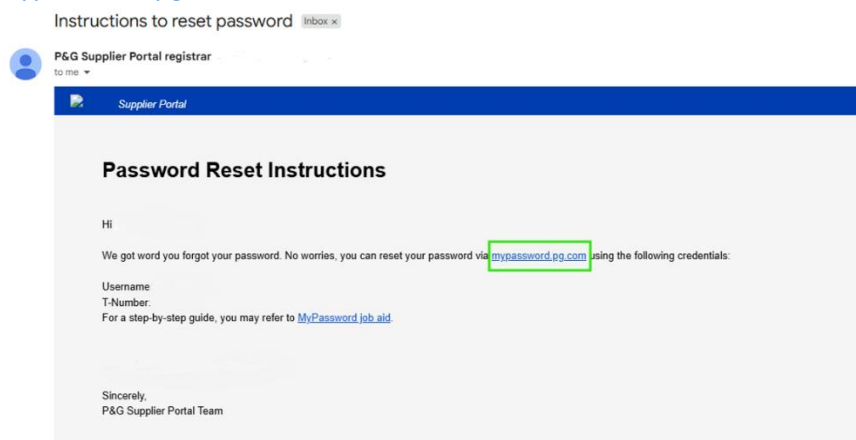 Instructions to reset password Inbox ×
P&G Supplier Portal registrar
to me
Supplier Portal
Password Reset Instructions
Hi
We got word you forgot your password. No worries, you can reset your password via mypassword.pg.com using the following credentials:
Username
T-Number:
For a step-by-step guide, you may refer to MyPassword job aid.
Sincerely,
P&G Supplier Portal Team